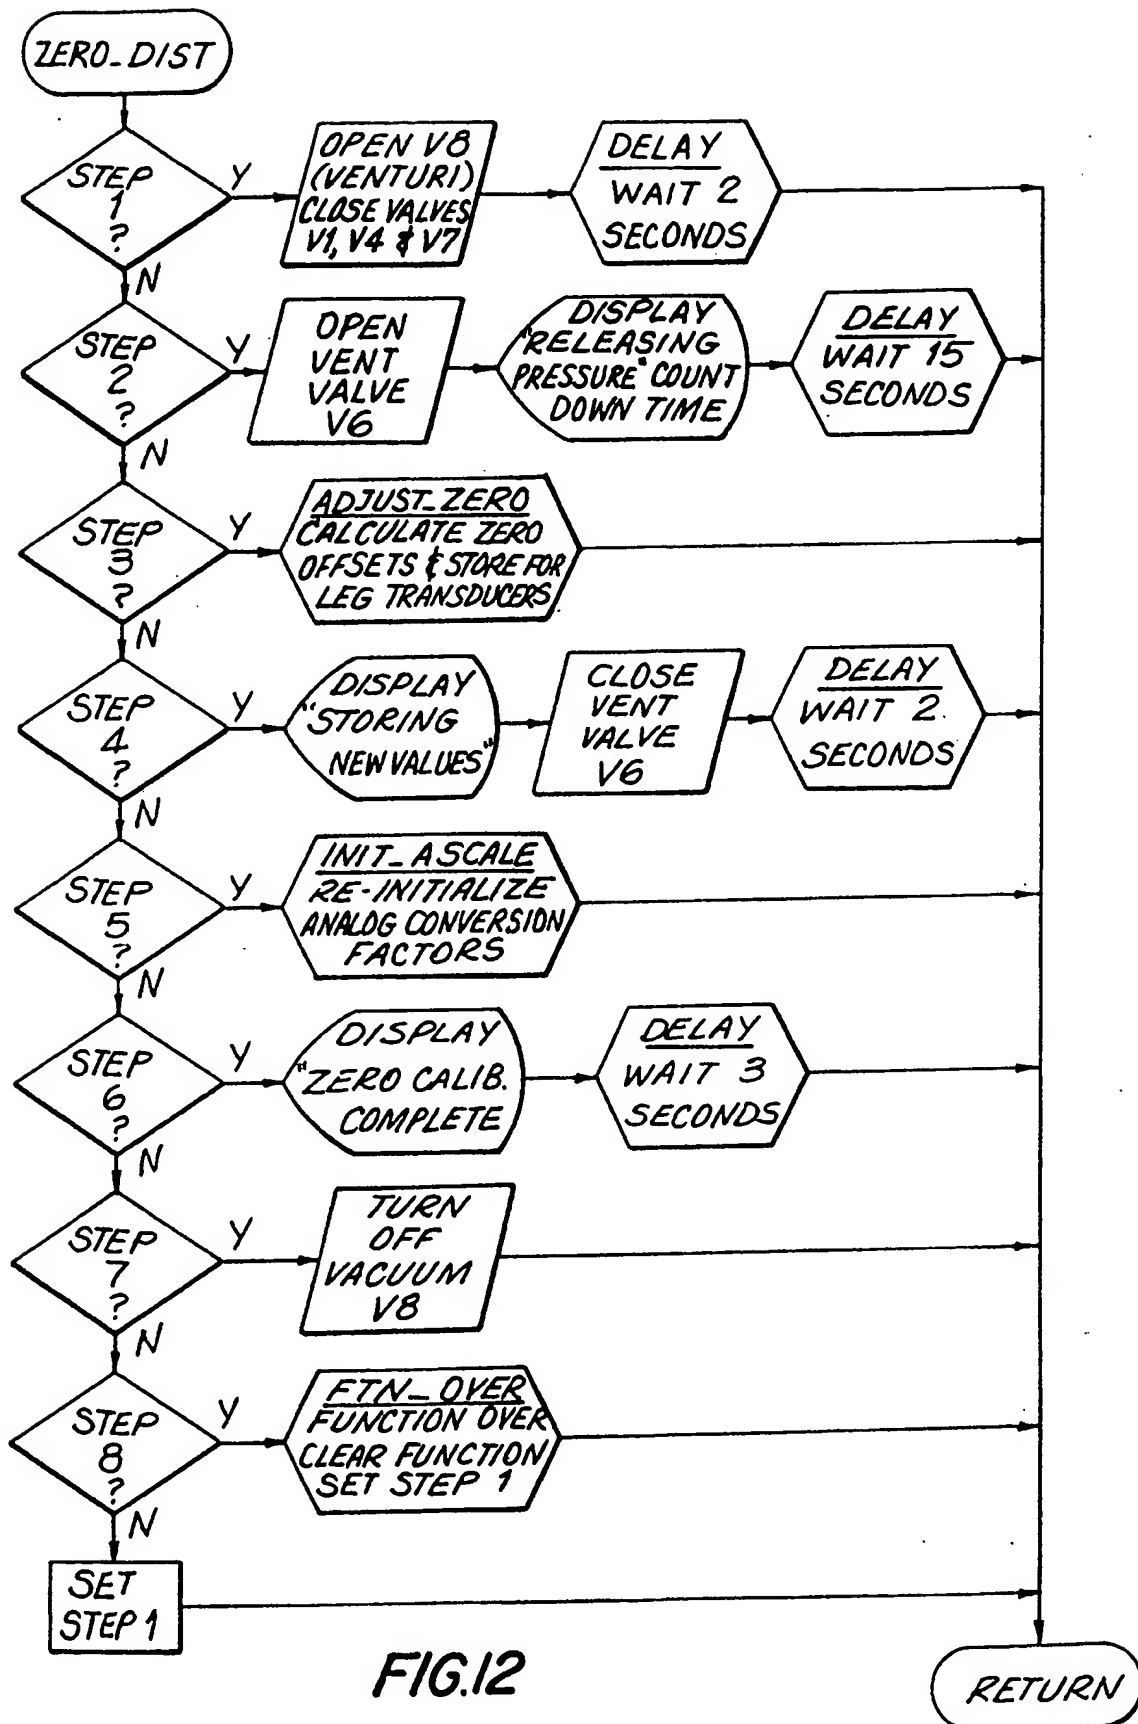 ZERO_DIST
STEP
1
?
Y
N
OPEN V8
(VENTURI)
CLOSE VALVES
V1, V4 & V7
DELAY
WAIT 2
SECONDS
STEP
2
?
Y
N
OPEN
VENT
VALVE
V6
DISPLAY
"RELEASING
PRESSURE" COUNT
DOWN TIME
DELAY
WAIT 15
SECONDS
STEP
3
?
Y
N
ADJUST_ZERO
CALCULATE ZERO
OFFSETS & STORE FOR
LEG TRANSDUCERS
STEP
4
?
Y
N
DISPLAY
"STORING
NEW VALUES"
CLOSE
VENT
VALVE
V6
DELAY
WAIT 2.
SECONDS
STEP
5
?
Y
N
INIT_ASCALE
RE-INITIALIZE
ANALOG CONVERSION
FACTORS
STEP
6
?
Y
N
DISPLAY
"ZERO CALIB.
COMPLETE
DELAY
WAIT 3
SECONDS
STEP
7
?
Y
N
TURN
OFF
VACUUM
V8
STEP
8
?
Y
N
FTN_OVER
FUNCTION OVER
CLEAR FUNCTION
SET STEP 1
SET
STEP 1
RETURN
FIG.12